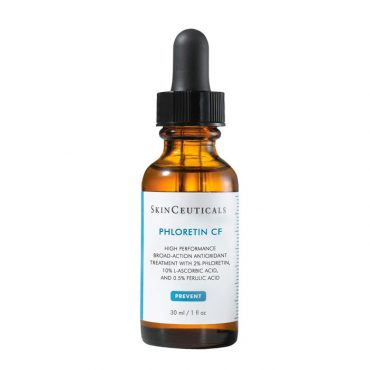 SKINCEUTICALS
PHLORETIN CF
HIGH PERFORMANCE
BROAD-ACTION ANTIOXIDANT
TREATMENT WITH 2% PHLORETIN,
10% L-ASCORBIC ACID,
AND 0.5% FERULIC ACID
PREVENT
30 ml / 1 fl oz